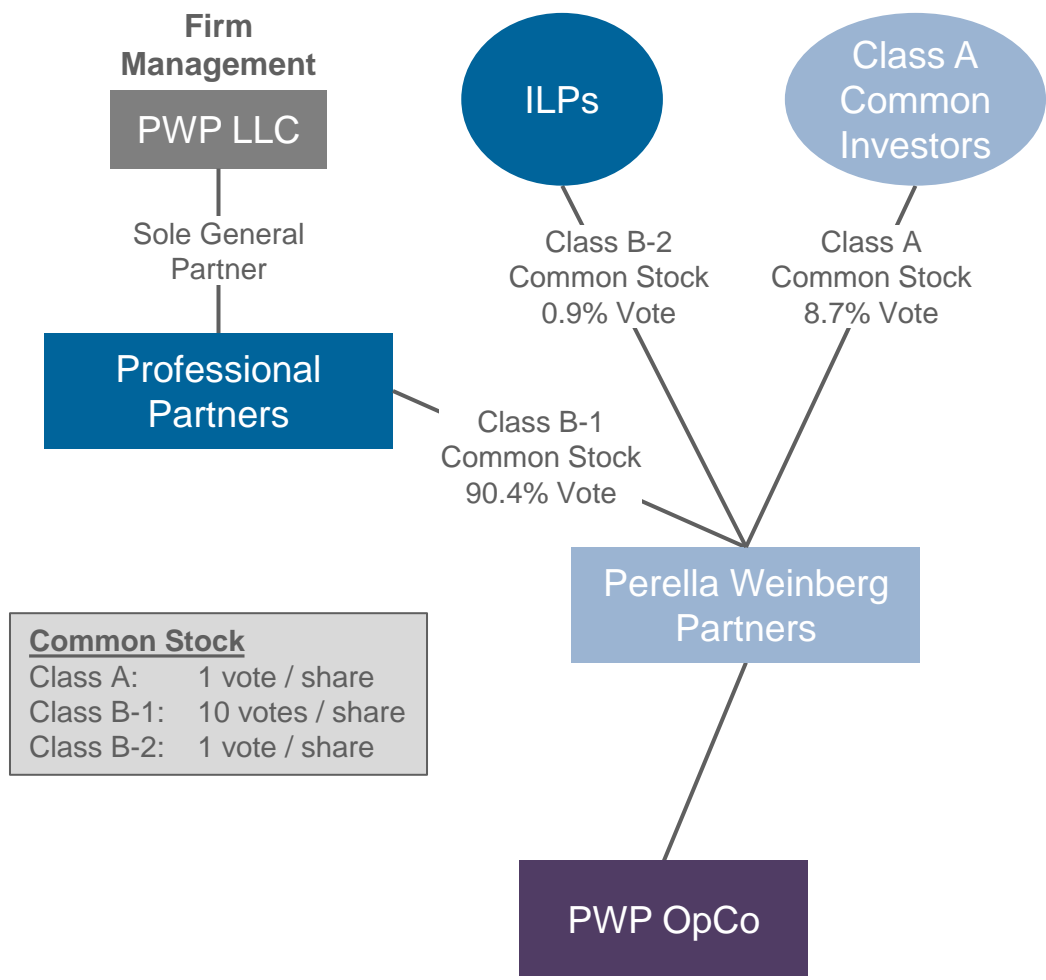 Firm
Management
PWP LLC
ILPs
Class A
Common
Investors
Sole General
Partner
Class B-2
Common Stock
0.9% Vote
Class A
Common Stock
8.7% Vote
Professional
Partners
Class B-1
Common Stock
90.4% Vote
Perella Weinberg
Partners
Common Stock
Class A: 1 vote / share
Class B-1: 10 votes / share
Class B-2: 1 vote / share
PWP OpCo